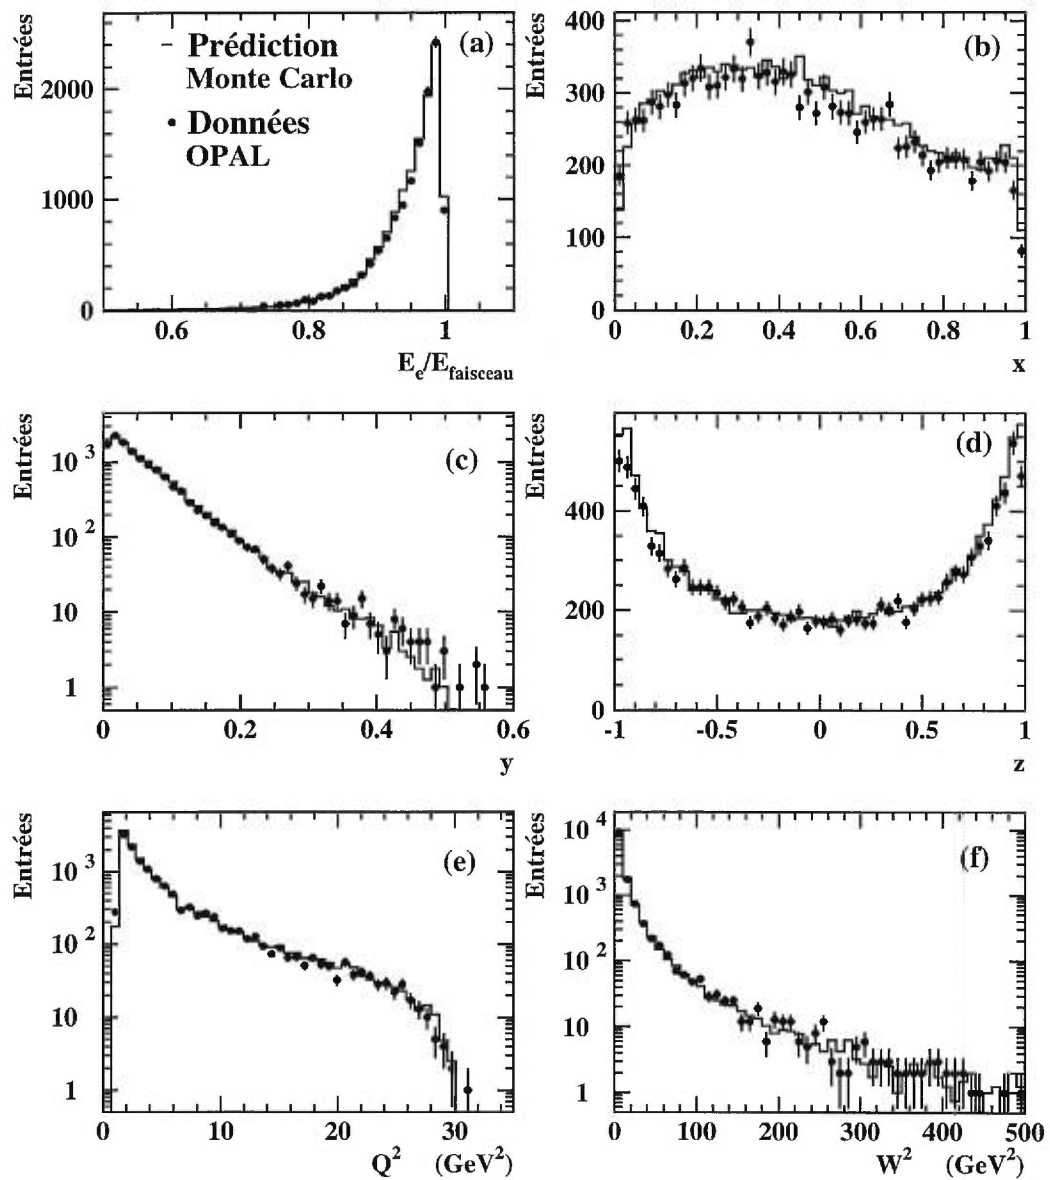 Entrées
2000
1000
0
0.6
0.8
1
E_e/E_faisceau
(a)
– Prédiction
Monte Carlo
• Données
OPAL
Entrées
400
300
200
100
0
0
0.2
0.4
0.6
0.8
1
x
(b)
Entrées
10^3
10^2
10
1
0
0.2
0.4
0.6
y
(c)
Entrées
400
200
0
-1
-0.5
0
0.5
1
z
(d)
Entrées
10^3
10^2
10
1
0
10
20
30
Q^2 (GeV^2)
(e)
Entrées
10^4
10^3
10^2
10
1
0
100
200
300
400
500
W^2 (GeV^2)
(f)